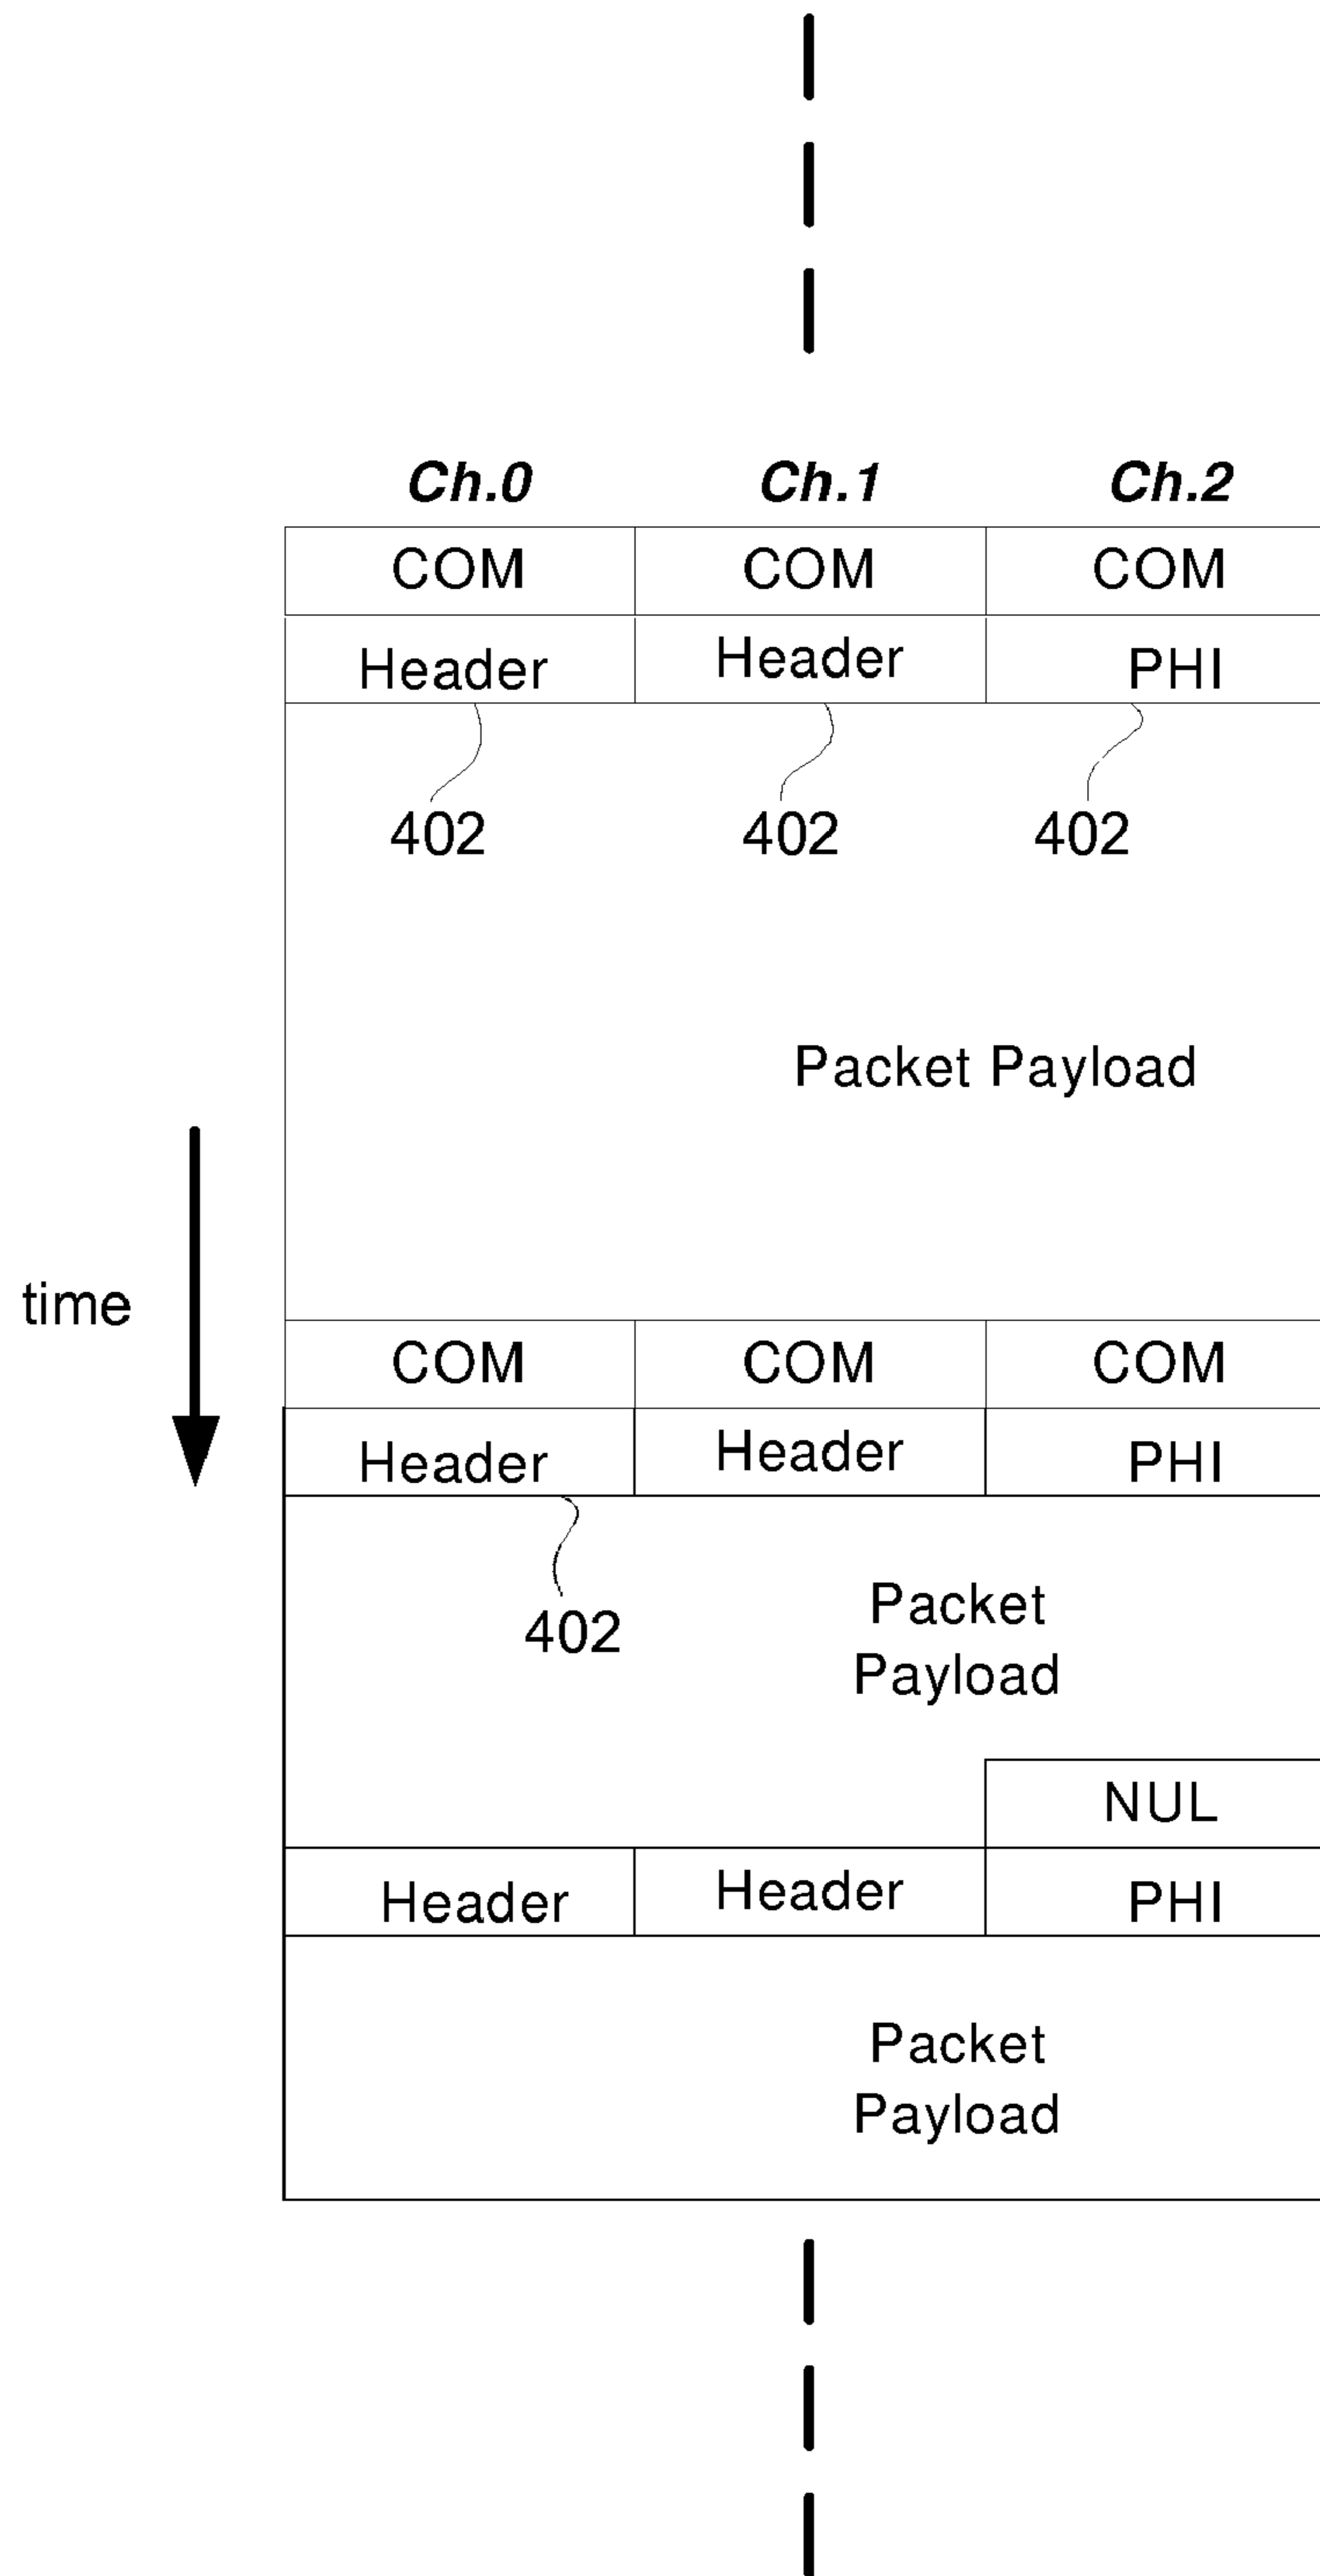 Ch.0 Ch.1 Ch.2
COM COM COM
Header Header PHI
402 402 402
Packet Payload
time
COM COM COM
Header Header PHI
402
Packet
Payload
NUL
Header Header PHI
Packet
Payload